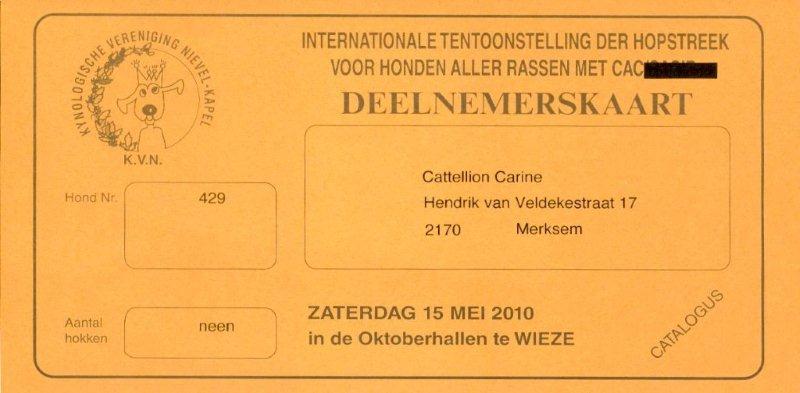 KYNOLOGISCHE VERENIGING NIEVEL-KAPEL
K.V.N.
INTERNATIONALE TENTOONSTELLING DER HOPSTREEK
VOOR HONDEN ALLER RASSEN MET CAC
DEELNEMERSKAART
Cattellion Carine
Hendrik van Veldekestraat 17
2170 Merksem
Hond Nr. 429
Aantal
hokken
neen
ZATERDAG 15 MEI 2010
in de Oktoberhallen te WIEZE
CATALOGUS